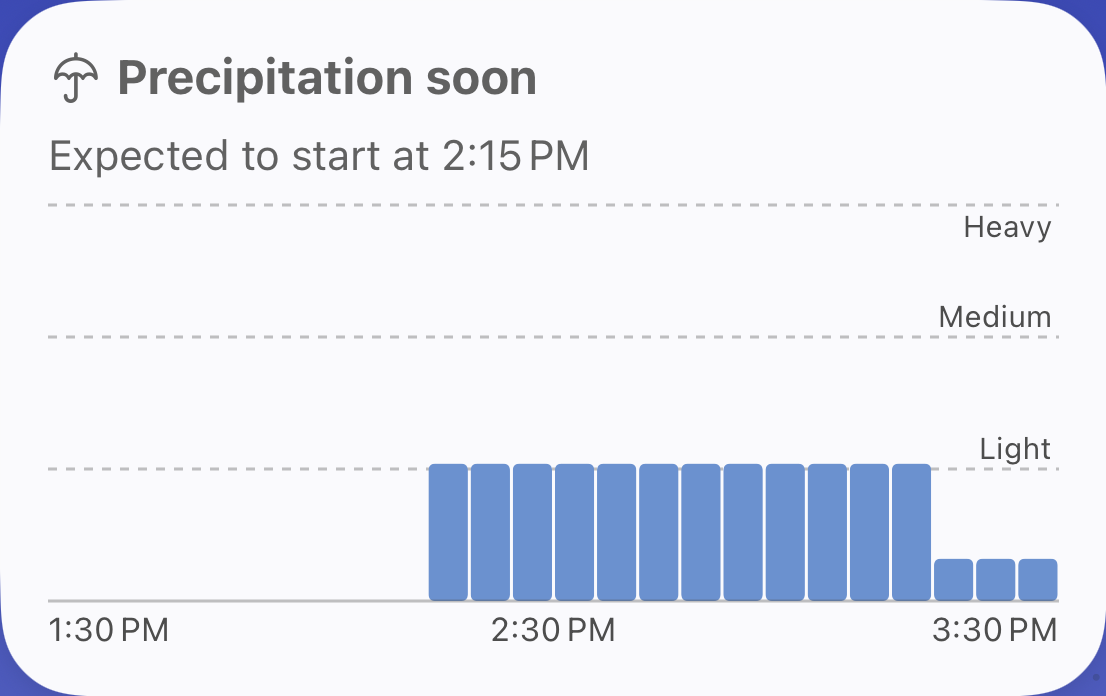 Precipitation soon
Expected to start at 2:15 PM
Heavy
Medium
Light
1:30 PM 2:30 PM 3:30 PM